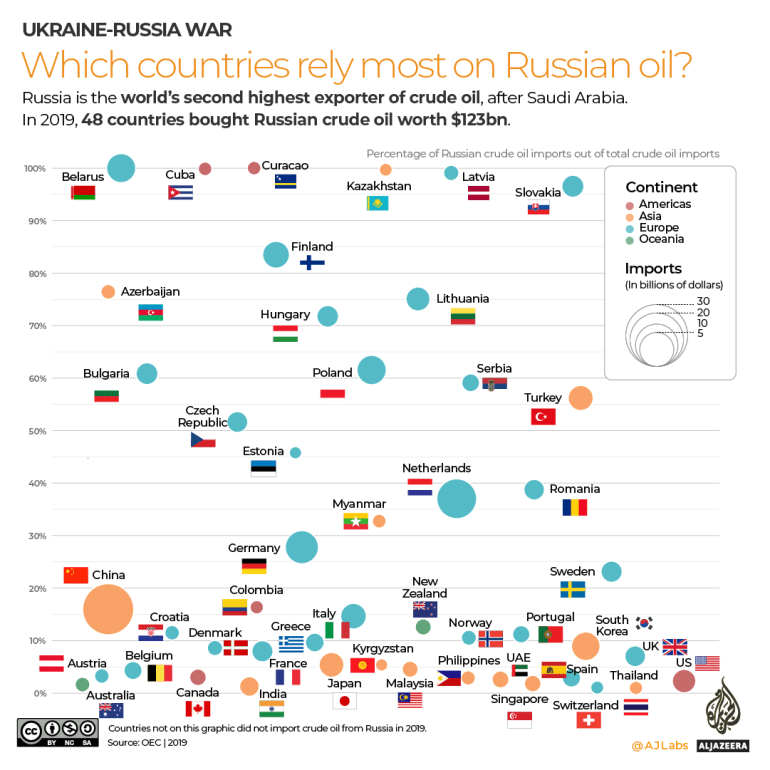 UKRAINE-RUSSIA WAR
Which countries rely most on Russian oil?
Russia is the world's second highest exporter of crude oil, after Saudi Arabia.
In 2019, 48 countries bought Russian crude oil worth $123bn.
Percentage of Russian crude oil imports out of total crude oil imports
100%
Belarus
Cuba
Curacao
Kazakhstan
Latvia
Slovakia
Continent
Americas
Asia
Europe
Oceania
Imports
(In billions of dollars)
30
20
10
5
90%
Finland
80%
Azerbaijan
Hungary
Lithuania
70%
Bulgaria
Poland
Serbia
60%
Turkey
Czech
Republic
50%
Estonia
Netherlands
40%
Romania
Myanmar
30%
Germany
China
Sweden
20%
Colombia
New
Zealand
Croatia
Denmark
Greece
Italy
Norway
Portugal
South
Korea
10%
UK
Austria
Belgium
France
Kyrgyzstan
Philippines
UAE
Spain
US
0%
Australia
Canada
India
Japan
Malaysia
Singapore
Switzerland
Thailand
cc
BY NC SA
Countries not on this graphic did not import crude oil from Russia in 2019.
Source: OEC | 2019
@AJLabs
ALJAZEERA